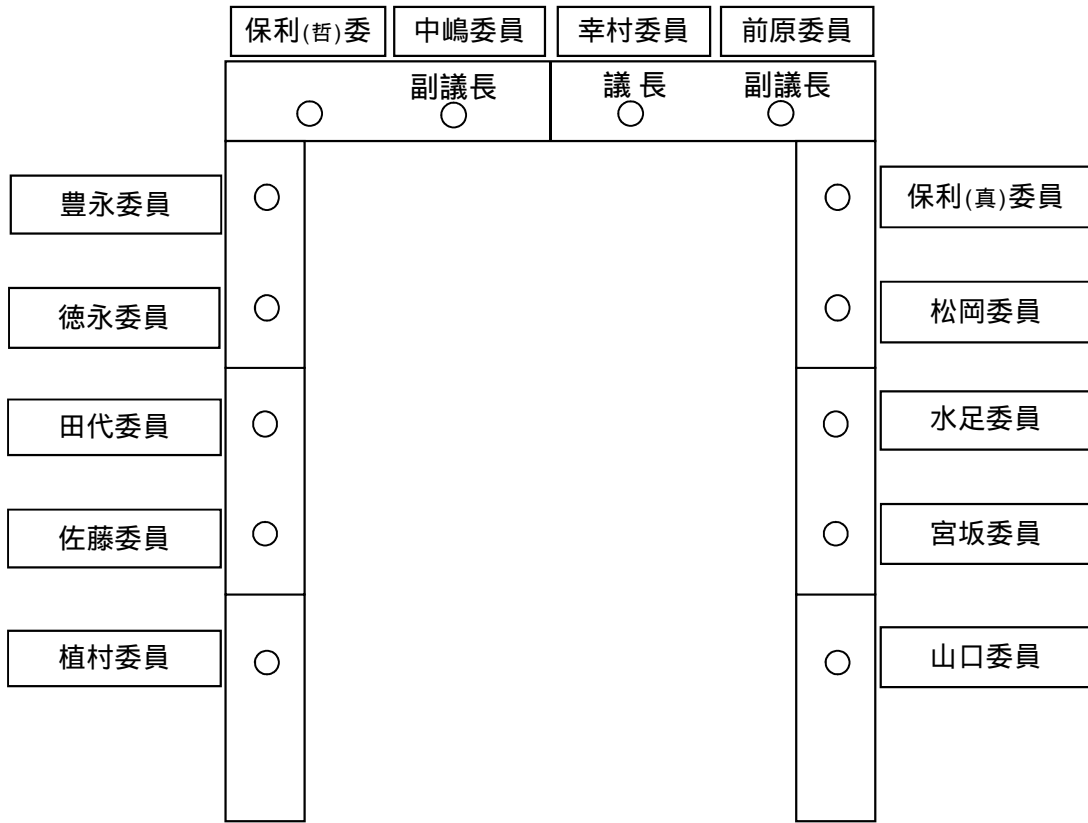 保利(哲)委 中嶋委員 幸村委員 前原委員
副議長 議 長 副議長
豊永委員
保利(真)委員
徳永委員
松岡委員
田代委員
水足委員
佐藤委員
宮坂委員
植村委員
山口委員